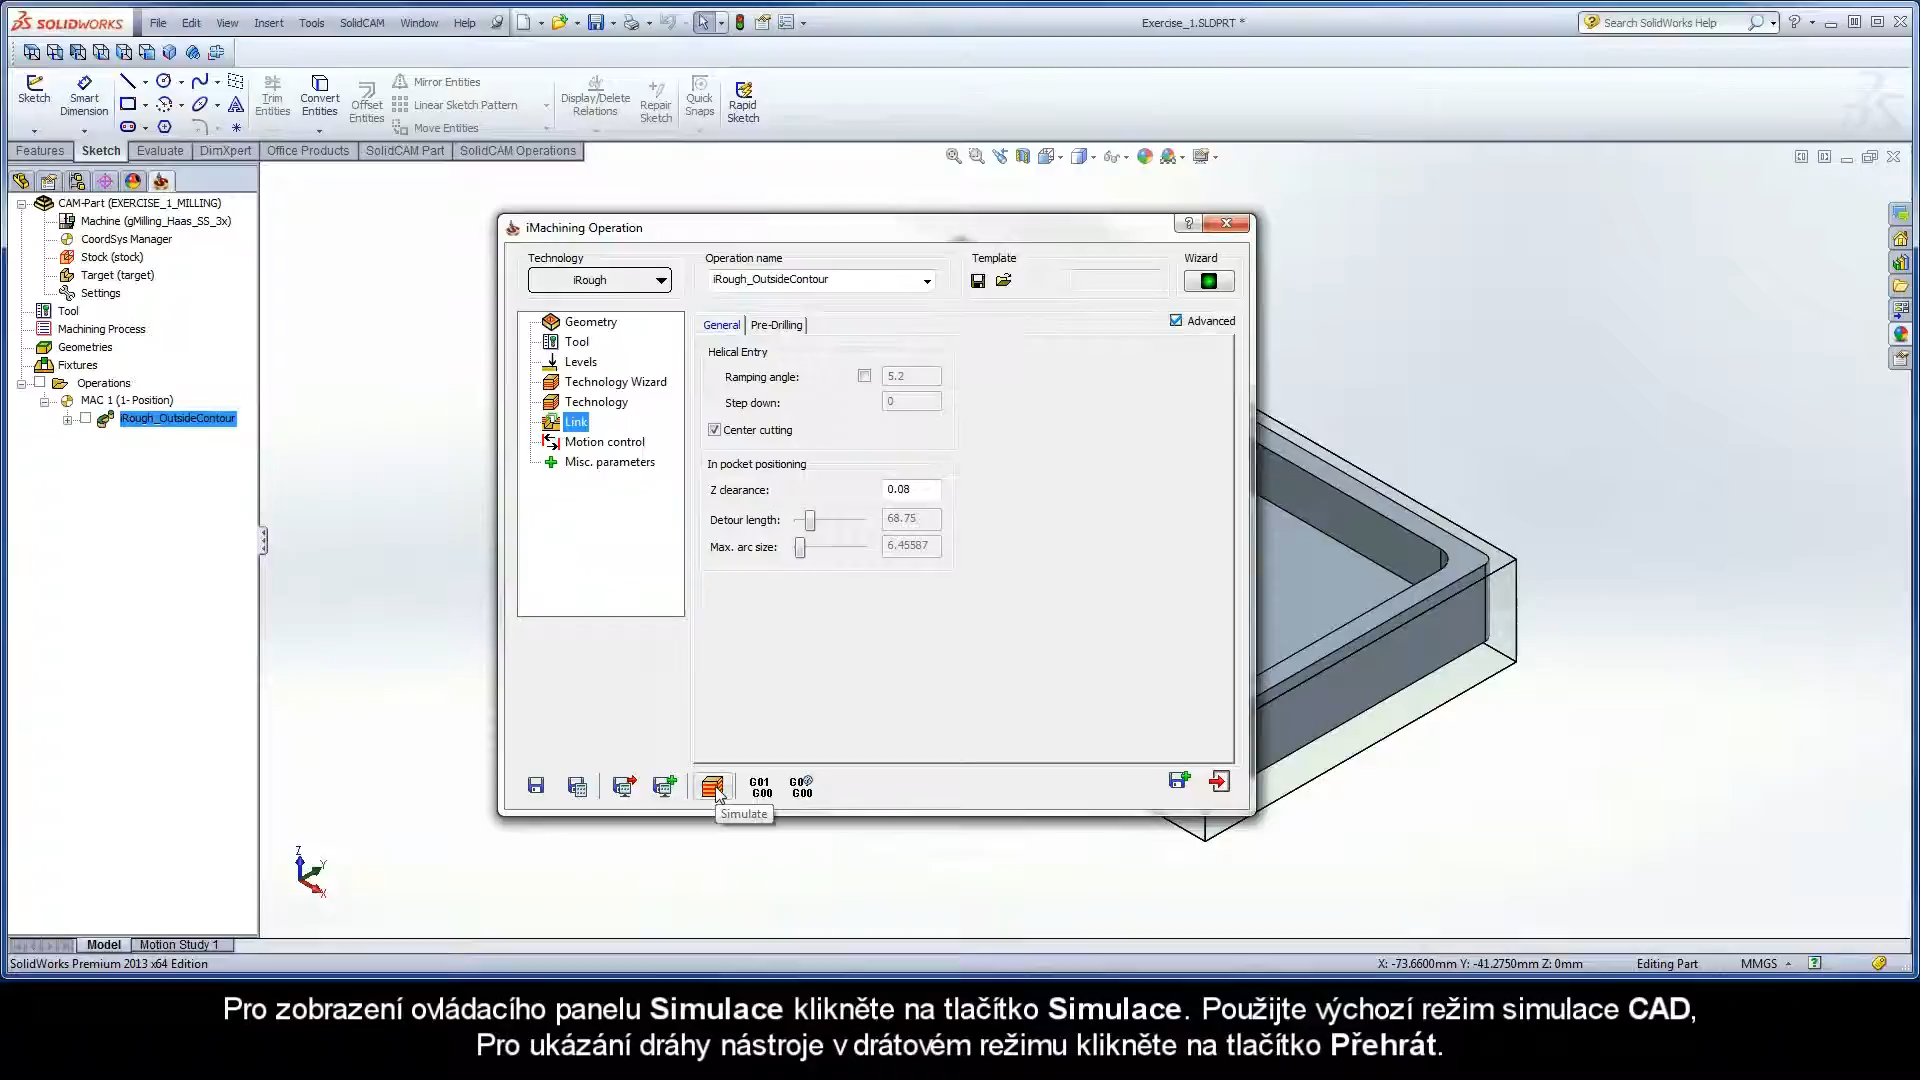 SOLIDWORKS File Edit View Insert Tools SolidCAM Window Help Exercise_1.SLDPRT * Search SolidWorks Help
Sketch Smart Dimension Trim Entities Convert Entities Offset Entities Mirror Entities Linear Sketch Pattern Move Entities Display/Delete Relations Repair Sketch Quick Snaps Rapid Sketch
Features Sketch Evaluate DimXpert Office Products SolidCAM Part SolidCAM Operations
CAM-Part (EXERCISE_1_MILLING)
Machine (gMilling_Haas_SS_3x)
CoordSys Manager
Stock (stock)
Target (target)
Settings
Tool
Machining Process
Geometries
Fixtures
Operations
MAC 1 (1- Position)
iRough_OutsideContour
iMachining Operation
Technology Operation name Template Wizard
iRough iRough_OutsideContour
Geometry
Tool
Levels
Technology Wizard
Technology
Link
Motion control
Misc. parameters
General Pre-Drilling Advanced
Helical Entry
Ramping angle: 5.2
Step down: 0
Center cutting
In pocket positioning
Z clearance: 0.08
Detour length: 68.75
Max. arc size: 6.45587
G01 G00 G0 G00
Simulate
Z Y X
Model Motion Study 1
SolidWorks Premium 2013 x64 Edition X: -73.6600mm Y: -41.2750mm Z: 0mm Editing Part MMGS
Pro zobrazení ovládacího panelu Simulace klikněte na tlačítko Simulace. Použijte výchozí režim simulace CAD,
Pro ukázání dráhy nástroje v drátovém režimu klikněte na tlačítko Přehrát.